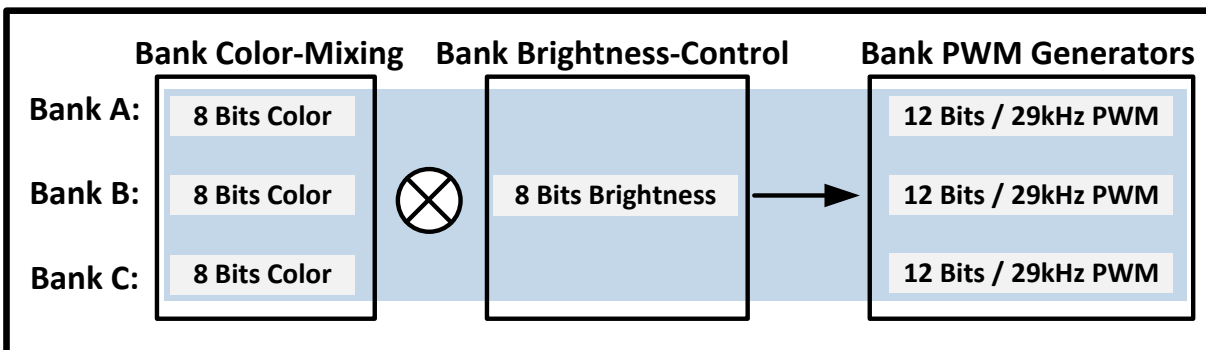 Bank Color-Mixing Bank Brightness-Control Bank PWM Generators
Bank A: 8 Bits Color 12 Bits / 29kHz PWM
Bank B: 8 Bits Color 8 Bits Brightness 12 Bits / 29kHz PWM
Bank C: 8 Bits Color 12 Bits / 29kHz PWM